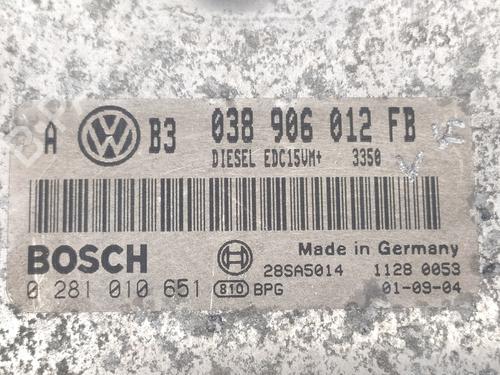 A B3 038 906 012 FB
DIESEL EDC15VM+ 3350
BOSCH
Made in Germany
28SA5014 1128 0053
0 281 010 651 810 BPG 01-09-04